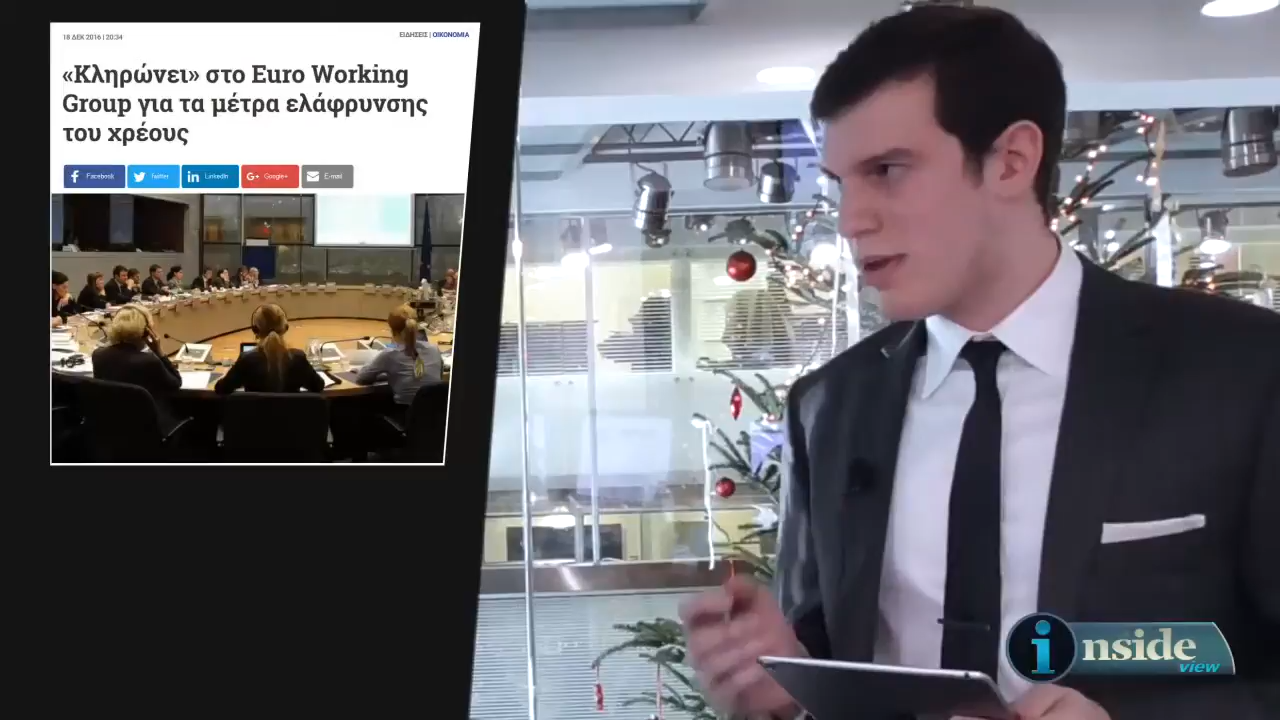 18 ΔΕΚ 2016 | 20:34
ΕΙΔΗΣΕΙΣ | ΟΙΚΟΝΟΜΙΑ
«Κληρώνει» στο Euro Working
Group για τα μέτρα ελάφρυνσης
του χρέους
Facebook
Twitter
LinkedIn
Google+
E-mail
inside
view